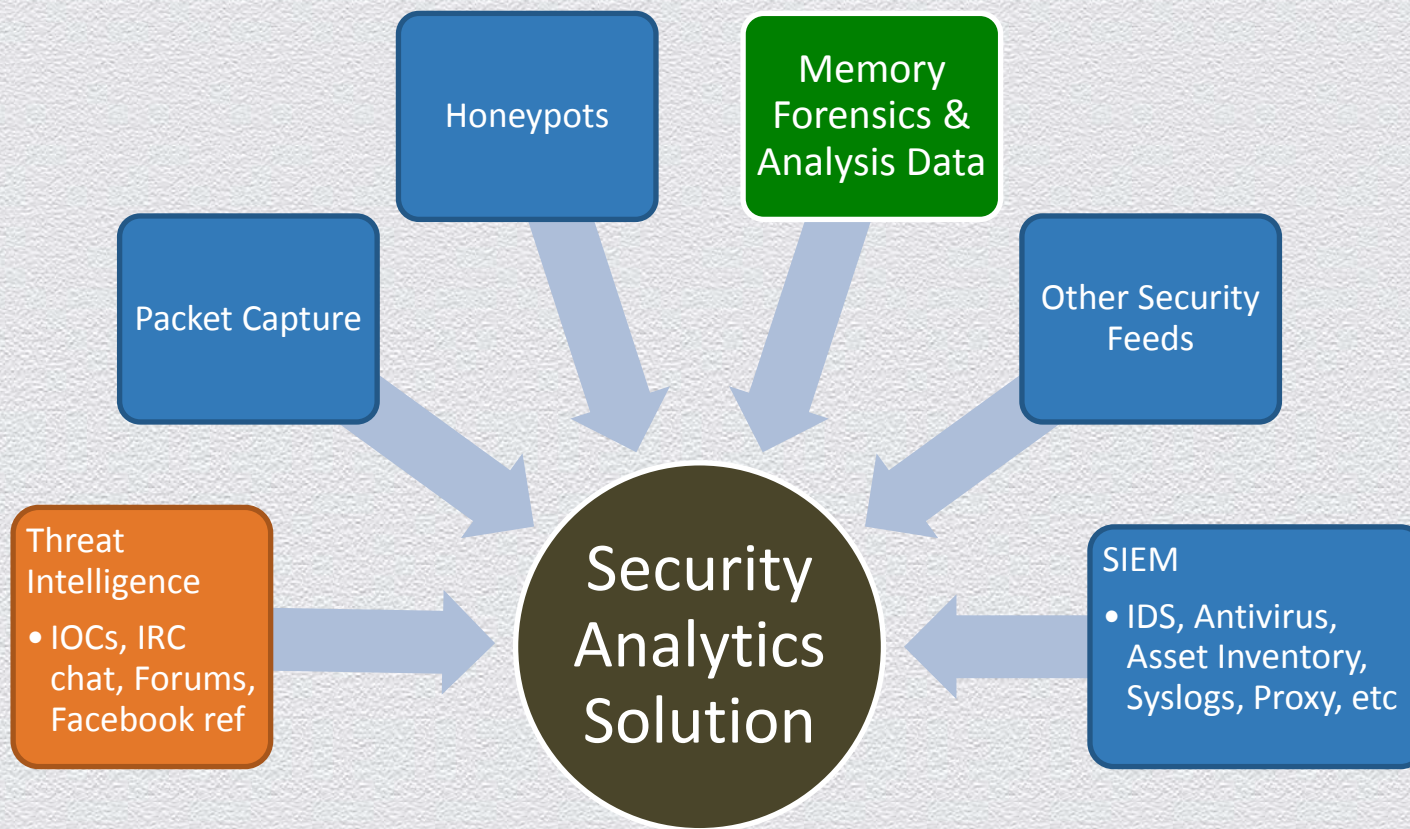 Honeypots
Memory
Forensics &
Analysis Data
Packet Capture
Other Security
Feeds
Threat
Intelligence
• IOCs, IRC
chat, Forums,
Facebook ref
Security
Analytics
Solution
SIEM
• IDS, Antivirus,
Asset Inventory,
Syslogs, Proxy, etc